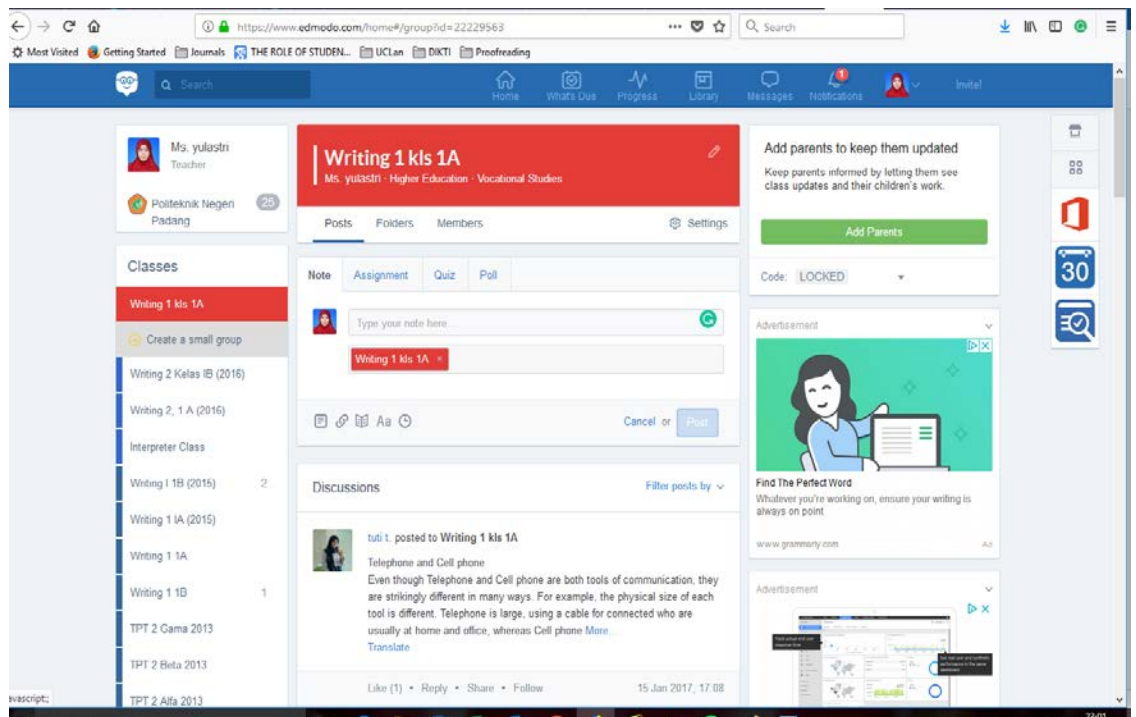 https://www.edmodo.com/home#/group?id=22229563
Search
Most Visited
Getting Started
Journals
THE ROLE OF STUDEN...
UCLan
DIKTI
Proofreading
Search
Home
What's Due
Progress
Library
Messages
Notifications
1
Invite!
Ms. yulastri
Teacher
Politeknik Negeri
Padang
25
Classes
Writing 1 kls 1A
Create a small group
Writing 2 Kelas IB (2016)
Writing 2, 1 A (2016)
Interpreter Class
Writing I 1B (2015) 2
Writing 1 IA (2015)
Writing 1 1A
Writing 1 1B 1
TPT 2 Gama 2013
TPT 2 Beta 2013
TPT 2 Alfa 2013
avascript:;
Writing 1 kls 1A
Ms. yulastri · Higher Education · Vocational Studies
Posts Folders Members Settings
Note Assignment Quiz Poll
Type your note here...
Writing 1 kls 1A ×
Aa
Cancel or Post
Discussions
Filter posts by
tuti t. posted to Writing 1 kls 1A
Telephone and Cell phone
Even though Telephone and Cell phone are both tools of communication, they
are strikingly different in many ways. For example, the physical size of each
tool is different. Telephone is large, using a cable for connected who are
usually at home and office, whereas Cell phone More...
Translate
Like (1) • Reply • Share • Follow 15 Jan 2017, 17:08
Add parents to keep them updated
Keep parents informed by letting them see
class updates and their children's work.
Add Parents
Code: LOCKED
Advertisement
Find The Perfect Word
Whatever you're working on, ensure your writing is
always on point
www.grammarly.com Ad
Advertisement
30
22:01